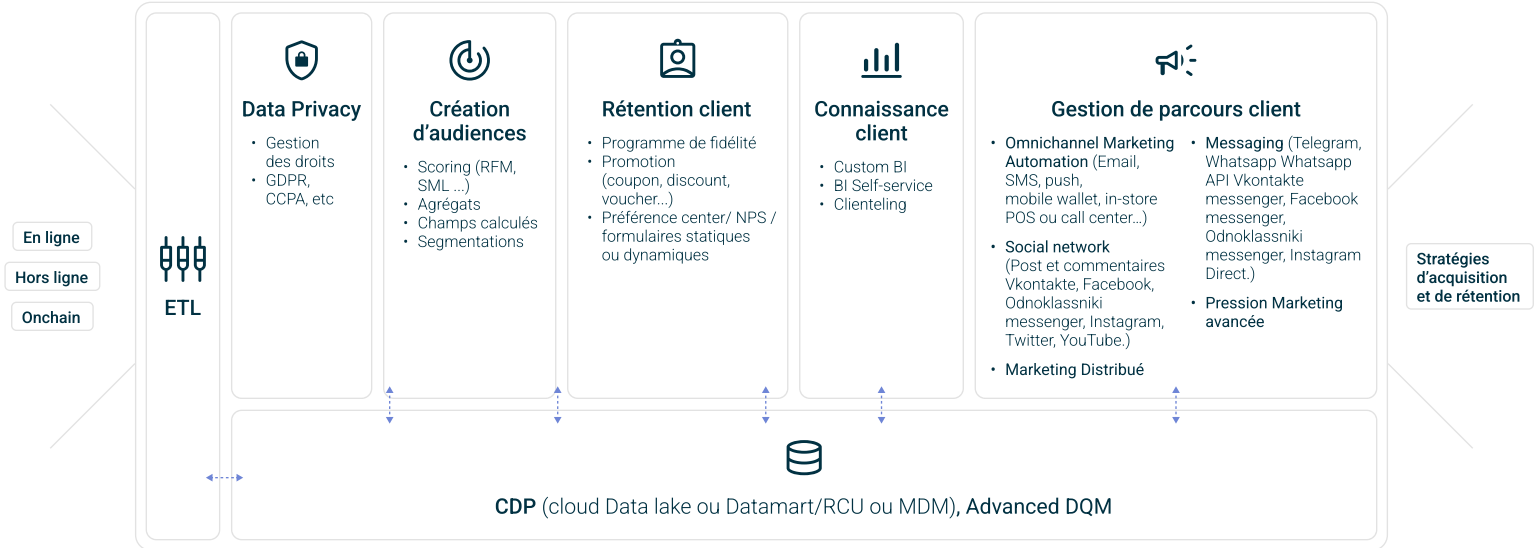 En ligne
Hors ligne
Onchain
ETL
Data Privacy
• Gestion
des droits
• GDPR,
CCPA, etc
Création
d’audiences
• Scoring (RFM,
SML ...)
• Agrégats
• Champs calculés
• Segmentations
Rétention client
• Programme de fidélité
• Promotion
(coupon, discount,
voucher...)
• Préférence center/ NPS /
formulaires statiques
ou dynamiques
Connaissance
client
• Custom BI
• BI Self-service
• Clienteling
Gestion de parcours client
• Omnichannel Marketing
Automation (Email,
SMS, push,
mobile wallet, in-store
POS ou call center…)
• Social network
(Post et commentaires
Vkontakte, Facebook,
Odnoklassniki
messenger, Instagram,
Twitter, YouTube.)
• Marketing Distribué
• Messaging (Telegram,
Whatsapp Whatsapp
API Vkontakte
messenger, Facebook
messenger,
Odnoklassniki
messenger, Instagram
Direct.)
• Pression Marketing
avancée
CDP (cloud Data lake ou Datamart/RCU ou MDM), Advanced DQM
Stratégies
d’acquisition
et de rétention